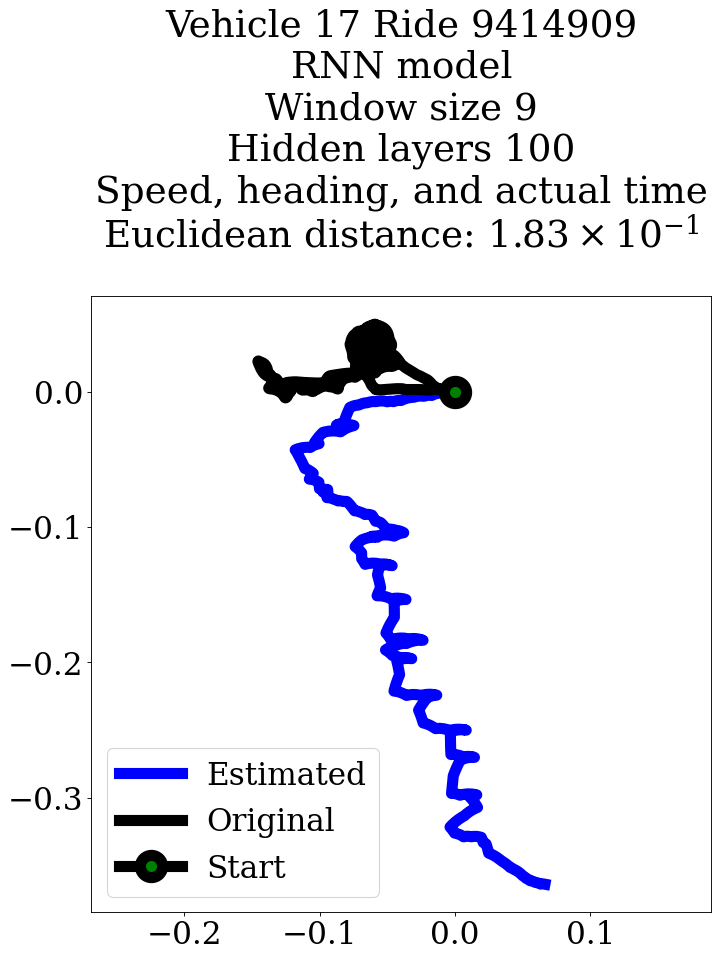 Vehicle 17 Ride 9414909
RNN model
Window size 9
Hidden layers 100
Speed, heading, and actual time
Euclidean distance: 1.83 × 10⁻¹
0.0
−0.1
−0.2
−0.3
Estimated
Original
Start
−0.2 −0.1 0.0 0.1